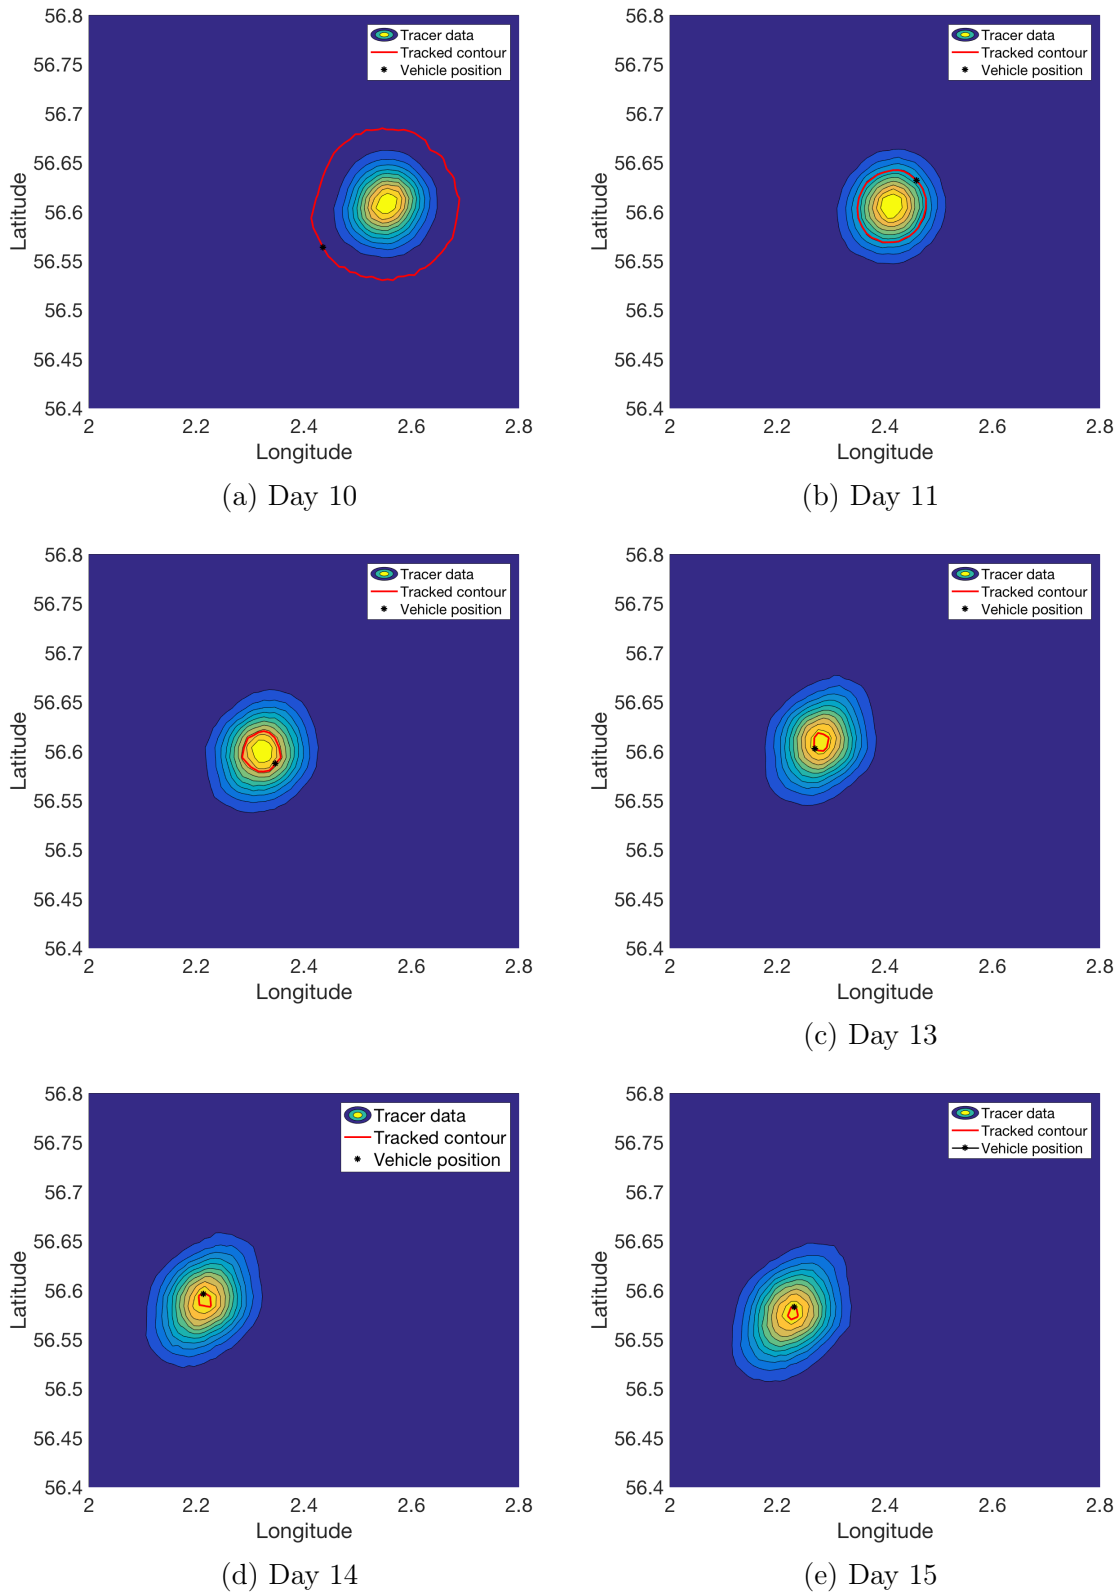 56.8
56.75
56.7
56.65
56.6
56.55
56.5
56.45
56.4
Latitude
2 2.2 2.4 2.6 2.8
Longitude
Tracer data
Tracked contour
Vehicle position
(a) Day 10
56.8
56.75
56.7
56.65
56.6
56.55
56.5
56.45
56.4
Latitude
2 2.2 2.4 2.6 2.8
Longitude
Tracer data
Tracked contour
Vehicle position
(b) Day 11
56.8
56.75
56.7
56.65
56.6
56.55
56.5
56.45
56.4
Latitude
2 2.2 2.4 2.6 2.8
Longitude
Tracer data
Tracked contour
Vehicle position
56.8
56.75
56.7
56.65
56.6
56.55
56.5
56.45
56.4
Latitude
2 2.2 2.4 2.6 2.8
Longitude
Tracer data
Tracked contour
Vehicle position
(c) Day 13
56.8
56.75
56.7
56.65
56.6
56.55
56.5
56.45
56.4
Latitude
2 2.2 2.4 2.6 2.8
Longitude
Tracer data
Tracked contour
Vehicle position
(d) Day 14
56.8
56.75
56.7
56.65
56.6
56.55
56.5
56.45
56.4
Latitude
2 2.2 2.4 2.6 2.8
Longitude
Tracer data
Tracked contour
Vehicle position
(e) Day 15